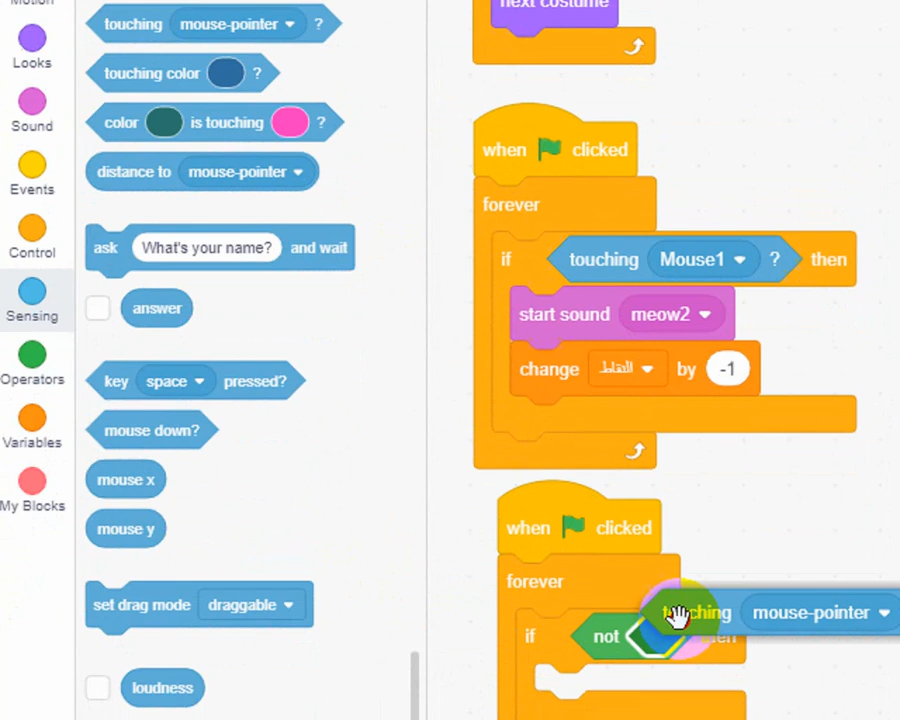 Motion
Looks
Sound
Events
Control
Sensing
Operators
Variables
My Blocks
touching mouse-pointer ?
touching color ?
color is touching ?
distance to mouse-pointer
ask What's your name? and wait
answer
key space pressed?
mouse down?
mouse x
mouse y
set drag mode draggable
loudness
next costume
when clicked
forever
if touching Mouse1 ? then
start sound meow2
change النقاط by -1
when clicked
forever
touching mouse-pointer
if not then